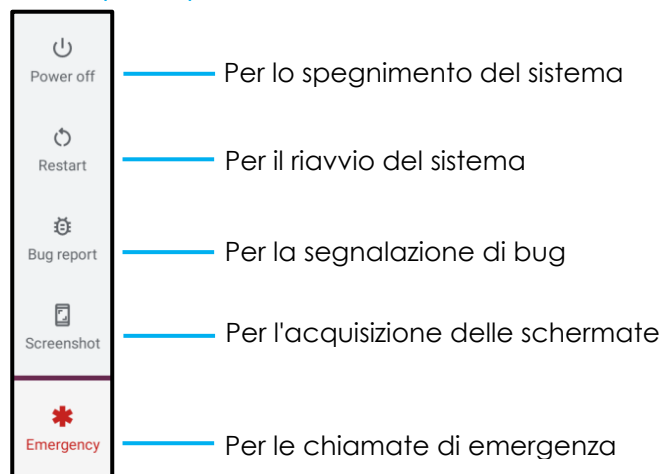 Power off
Per lo spegnimento del sistema
Restart
Per il riavvio del sistema
Bug report
Per la segnalazione di bug
Screenshot
Per l'acquisizione delle schermate
Emergency
Per le chiamate di emergenza